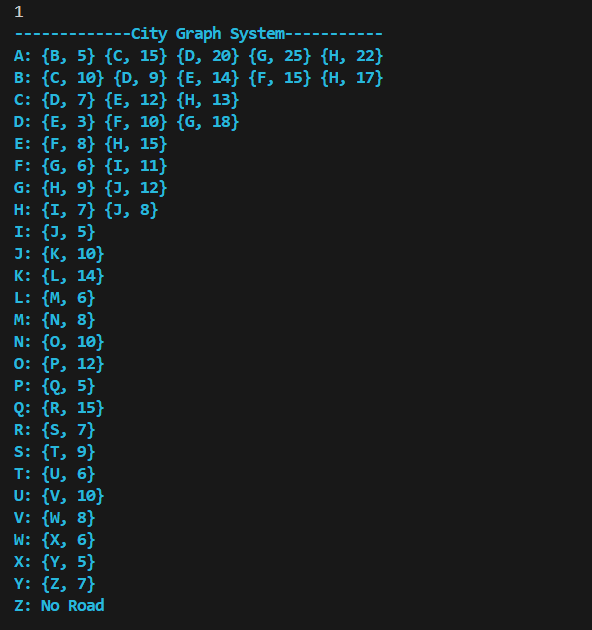 1
-------------City Graph System-----------
A: {B, 5} {C, 15} {D, 20} {G, 25} {H, 22}
B: {C, 10} {D, 9} {E, 14} {F, 15} {H, 17}
C: {D, 7} {E, 12} {H, 13}
D: {E, 3} {F, 10} {G, 18}
E: {F, 8} {H, 15}
F: {G, 6} {I, 11}
G: {H, 9} {J, 12}
H: {I, 7} {J, 8}
I: {J, 5}
J: {K, 10}
K: {L, 14}
L: {M, 6}
M: {N, 8}
N: {O, 10}
O: {P, 12}
P: {Q, 5}
Q: {R, 15}
R: {S, 7}
S: {T, 9}
T: {U, 6}
U: {V, 10}
V: {W, 8}
W: {X, 6}
X: {Y, 5}
Y: {Z, 7}
Z: No Road